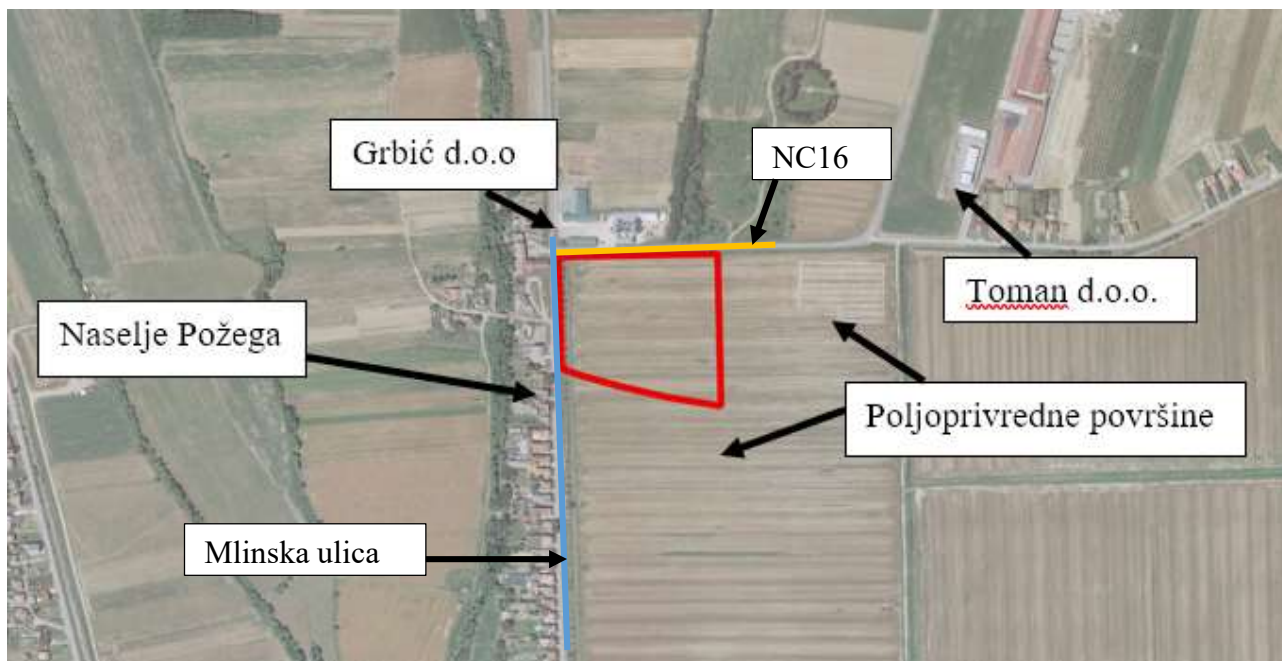 Grbić d.o.o
NC16
Toman d.o.o.
Naselje Požega
Poljoprivredne površine
Mlinska ulica